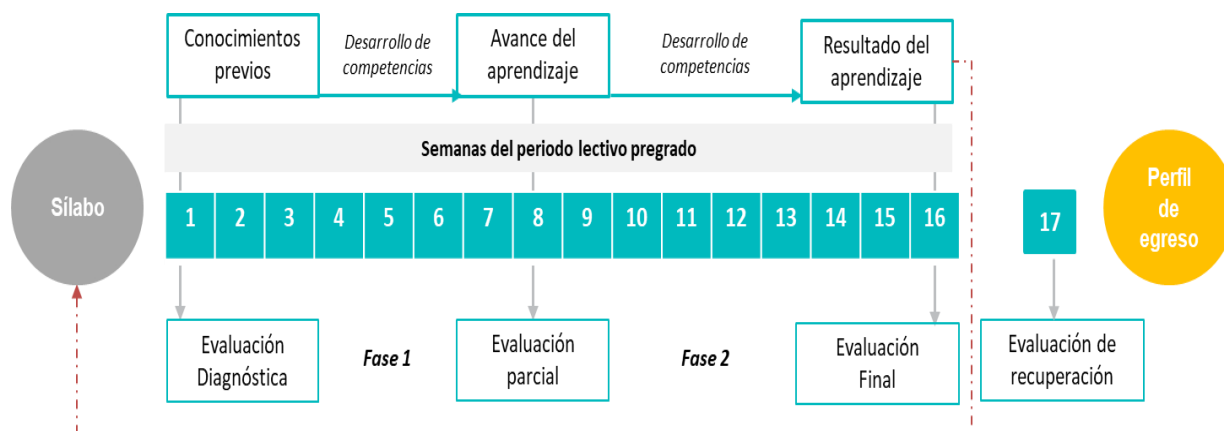 Conocimientos
previos
Desarrollo de
competencias
Avance del
aprendizaje
Desarrollo de
competencias
Resultado del
aprendizaje
Semanas del periodo lectivo pregrado
Sílabo
1 2 3 4 5 6 7 8 9 10 11 12 13 14 15 16
17
Perfil
de
egreso
Evaluación
Diagnóstica
Fase 1
Evaluación
parcial
Fase 2
Evaluación
Final
Evaluación de
recuperación